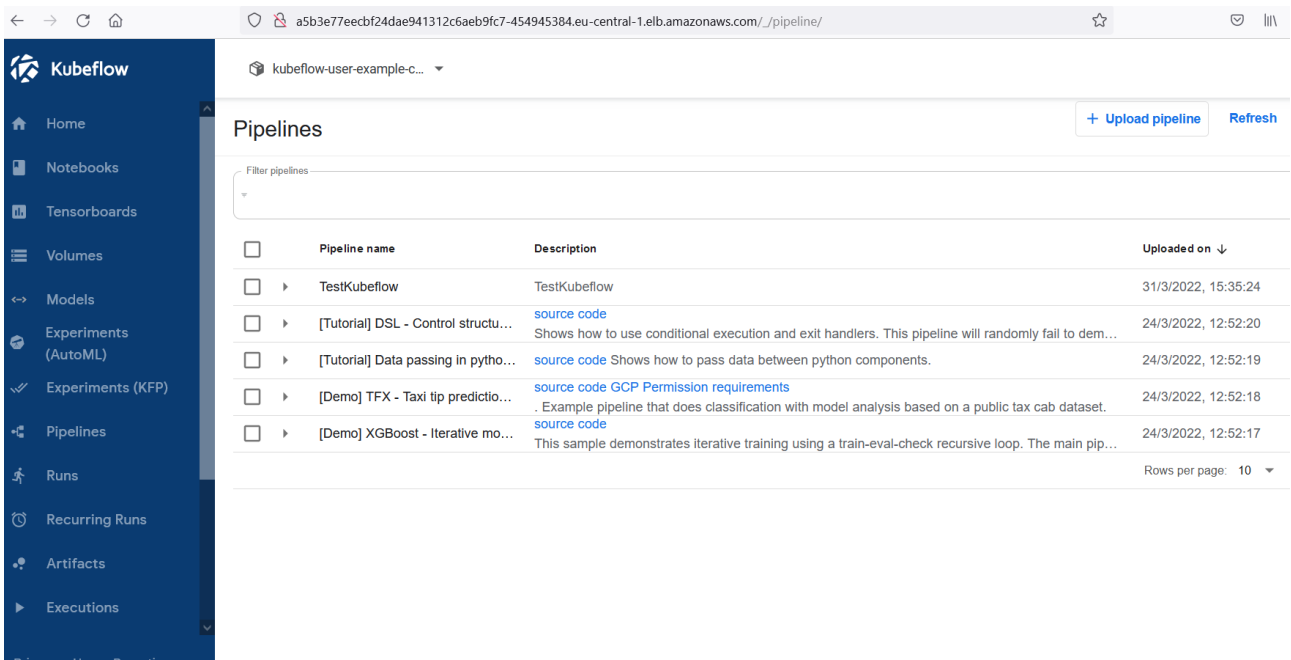 a5b3e77eecbf24dae941312c6aeb9fc7-454945384.eu-central-1.elb.amazonaws.com/_/pipeline/
Kubeflow
kubeflow-user-example-c...
Home
Notebooks
Tensorboards
Volumes
Models
Experiments
(AutoML)
Experiments (KFP)
Pipelines
Runs
Recurring Runs
Artifacts
Executions
Pipelines
+ Upload pipeline Refresh
Filter pipelines
Pipeline name Description Uploaded on
TestKubeflow TestKubeflow 31/3/2022, 15:35:24
source code
[Tutorial] DSL - Control structu... 24/3/2022, 12:52:20
Shows how to use conditional execution and exit handlers. This pipeline will randomly fail to dem...
[Tutorial] Data passing in pytho... source code Shows how to pass data between python components. 24/3/2022, 12:52:19
source code GCP Permission requirements
[Demo] TFX - Taxi tip predictio... 24/3/2022, 12:52:18
. Example pipeline that does classification with model analysis based on a public tax cab dataset.
source code
[Demo] XGBoost - Iterative mo... 24/3/2022, 12:52:17
This sample demonstrates iterative training using a train-eval-check recursive loop. The main pip...
Rows per page: 10